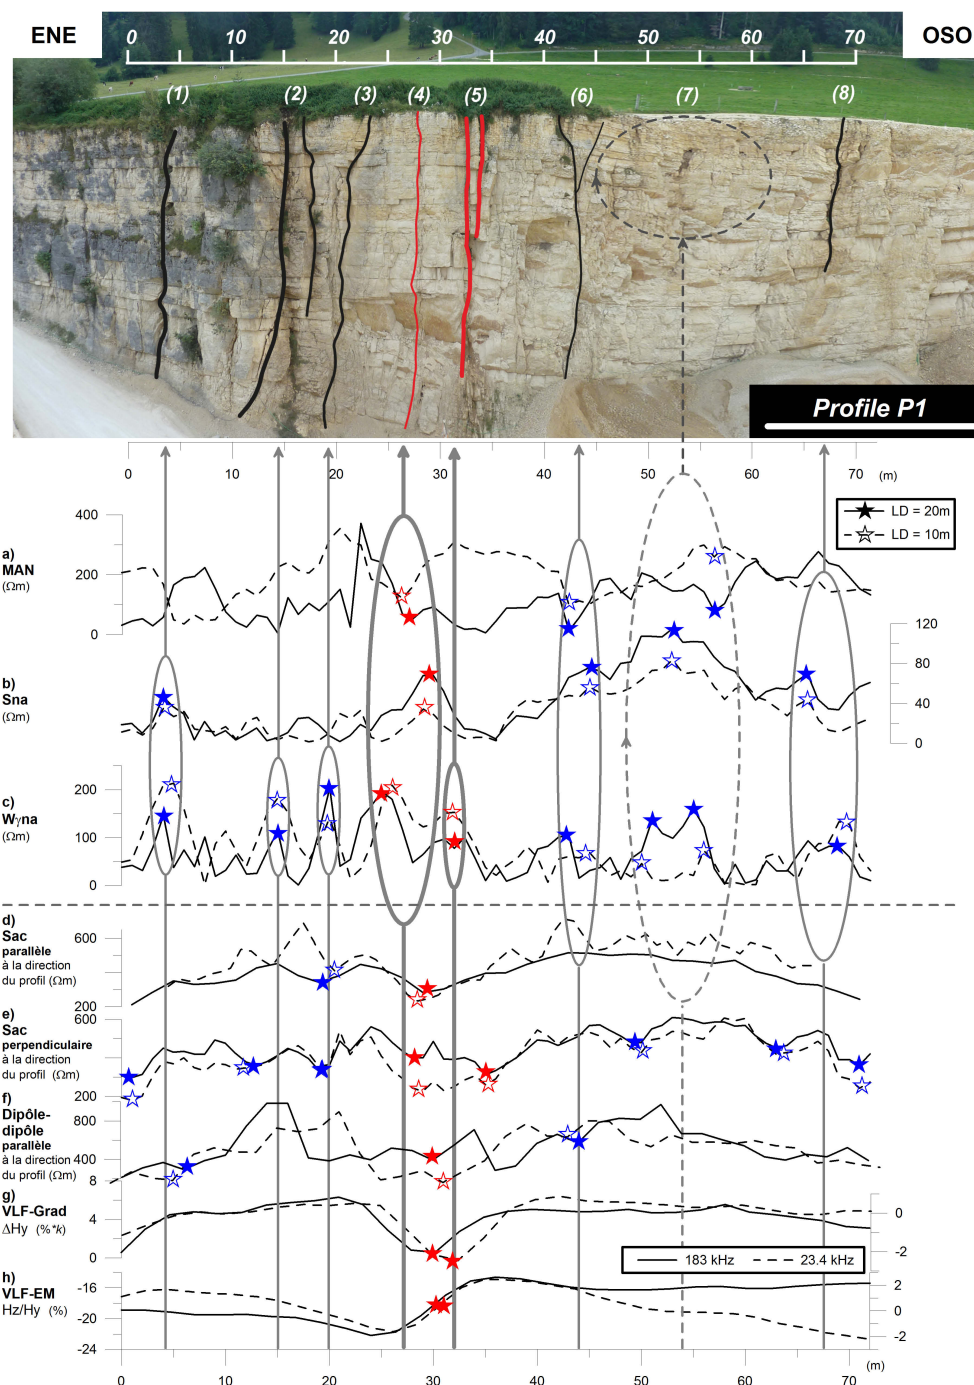 ENE 0 10 20 30 40 50 60 70 OSO
(1) (2) (3) (4) (5) (6) (7) (8)
Profile P1
0 10 20 30 40 50 60 70 (m)
LD = 20m
LD = 10m
a)
MAN
(Ωm)
400
200
0
b)
Sna
(Ωm)
120
80
40
0
c)
Wγna
(Ωm)
200
100
0
d)
Sac
parallèle
à la direction
du profil (Ωm)
600
200
e)
Sac
perpendiculaire
à la direction
du profil (Ωm)
600
200
f)
Dipôle-
dipôle
parallèle
à la direction
du profil (Ωm)
800
400
8
g)
VLF-Grad
ΔHy (%*k)
4
0
0
-2
183 kHz 23.4 kHz
h)
VLF-EM
Hz/Hy (%)
-16
-20
-24
2
0
-2
0 10 20 30 40 50 60 70 (m)